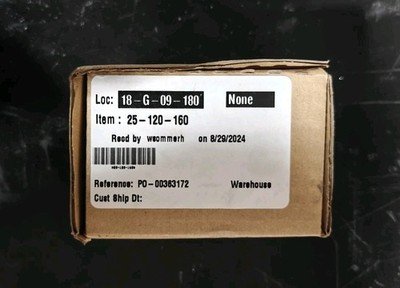 Loc: 18-G-09-180 None
Item: 25-120-160
Recd by wsommerh on 8/29/2024
Reference: PO-00363172 Warehouse
Cust Ship Dt: